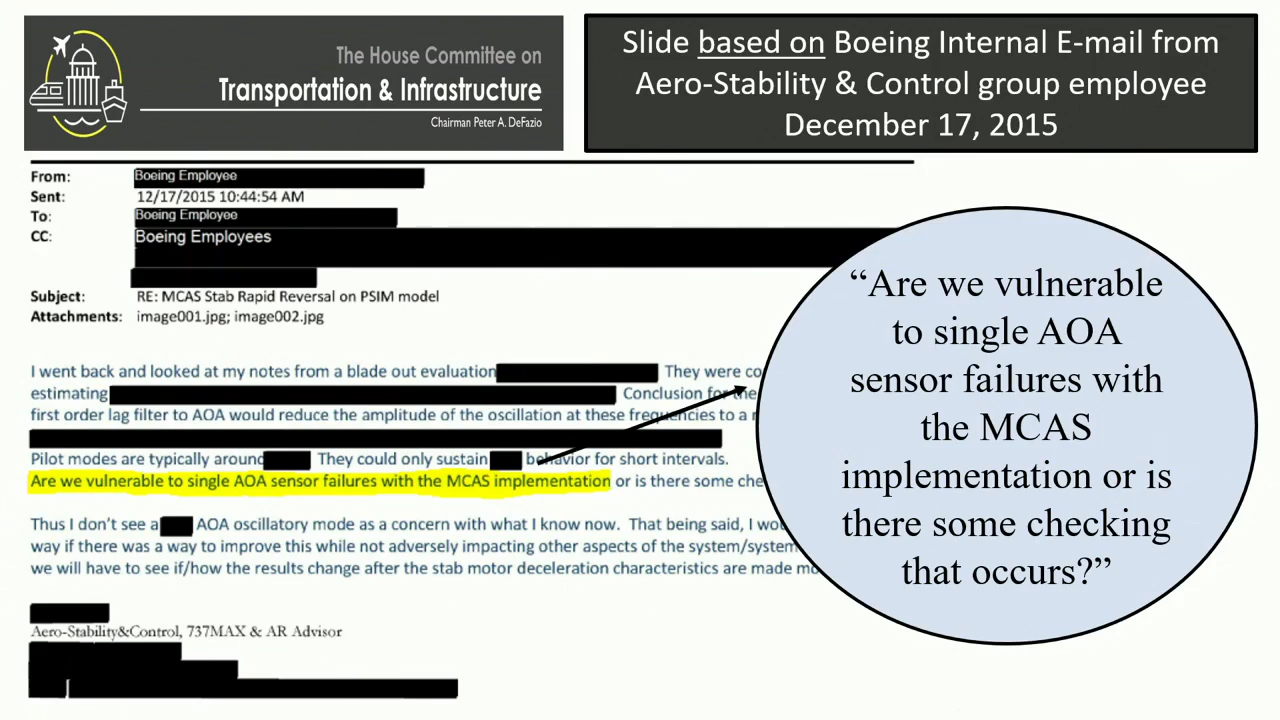 The House Committee on
Transportation & Infrastructure
Chairman Peter A. DeFazio
Slide based on Boeing Internal E-mail from
Aero-Stability & Control group employee
December 17, 2015
From: Boeing Employee
Sent: 12/17/2015 10:44:54 AM
To: Boeing Employee
CC: Boeing Employees
Subject: RE: MCAS Stab Rapid Reversal on PSIM model
Attachments: image001.jpg; image002.jpg
I went back and looked at my notes from a blade out evaluation They were
estimating Conclusion for the
first order lag filter to AOA would reduce the amplitude of the oscillation at these frequencies to a
Pilot modes are typically around They could only sustain behavior for short intervals.
Are we vulnerable to single AOA sensor failures with the MCAS implementation or is there some
Thus I don't see a AOA oscillatory mode as a concern with what I know now. That being said, I
way if there was a way to improve this while not adversely impacting other aspects of the system/system
we will have to see if/how the results change after the stab motor deceleration characteristics are made
Aero-Stability&Control, 737MAX & AR Advisor
“Are we vulnerable
to single AOA
sensor failures with
the MCAS
implementation or is
there some checking
that occurs?”